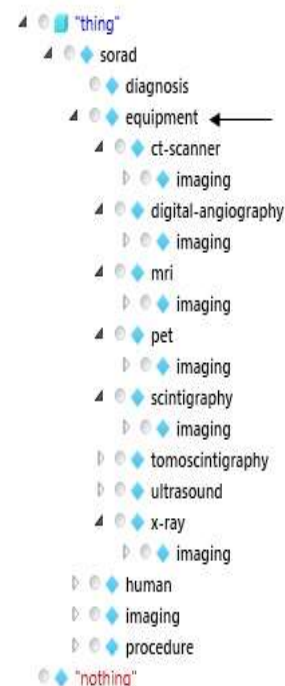 "thing"
sorad
diagnosis
equipment
ct-scanner
imaging
digital-angiography
imaging
mri
imaging
pet
imaging
scintigraphy
imaging
tomoscintigraphy
ultrasound
x-ray
imaging
human
imaging
procedure
"nothing"